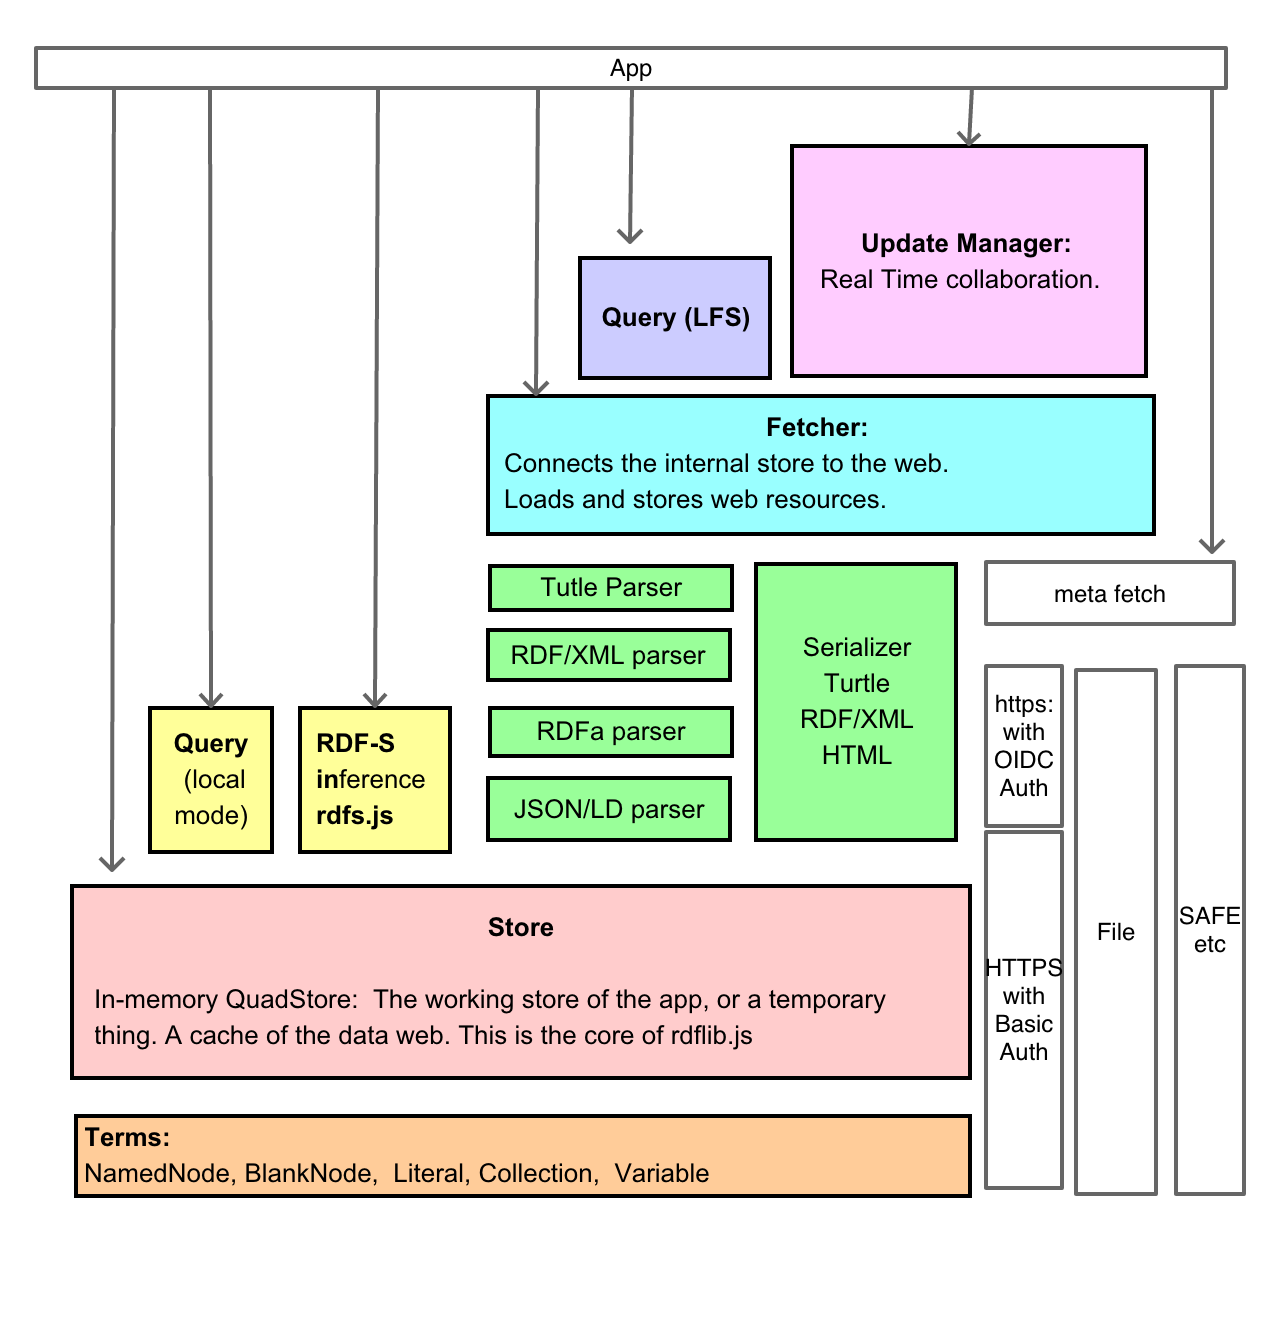 App
Update Manager:
Real Time collaboration.
Query (LFS)
Fetcher:
Connects the internal store to the web.
Loads and stores web resources.
Tutle Parser
RDF/XML parser
RDFa parser
JSON/LD parser
Serializer
Turtle
RDF/XML
HTML
meta fetch
https:
with
OIDC
Auth
HTTPS
with
Basic
Auth
File
SAFE
etc
Query
(local
mode)
RDF-S
inference
rdfs.js
Store
In-memory QuadStore:  The working store of the app, or a temporary
thing. A cache of the data web. This is the core of rdflib.js
Terms:
NamedNode, BlankNode,  Literal, Collection,  Variable